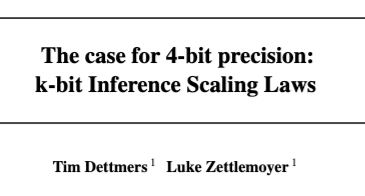 The case for 4-bit precision:
k-bit Inference Scaling Laws
Tim Dettmers 1 Luke Zettlemoyer 1